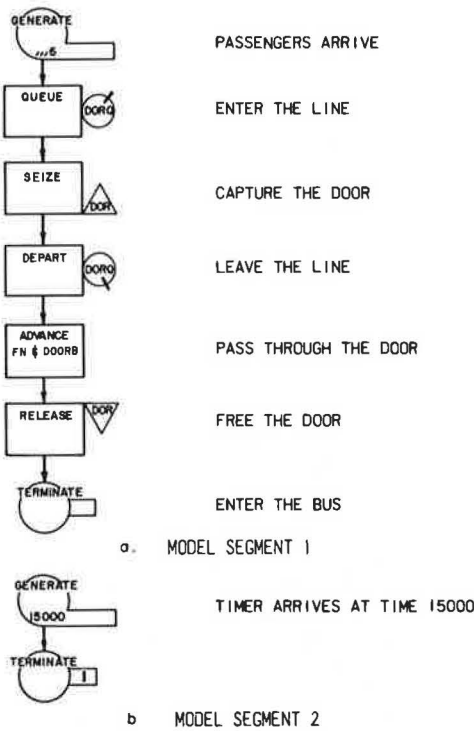 GENERATE
,,,6
PASSENGERS ARRIVE
QUEUE
DORQ
ENTER THE LINE
SEIZE
DOR
CAPTURE THE DOOR
DEPART
DORQ
LEAVE THE LINE
ADVANCE
FN $ DOORB
PASS THROUGH THE DOOR
RELEASE
DOR
FREE THE DOOR
TERMINATE
ENTER THE BUS
a. MODEL SEGMENT 1
GENERATE
15000
TIMER ARRIVES AT TIME 15000
TERMINATE
1
b MODEL SEGMENT 2